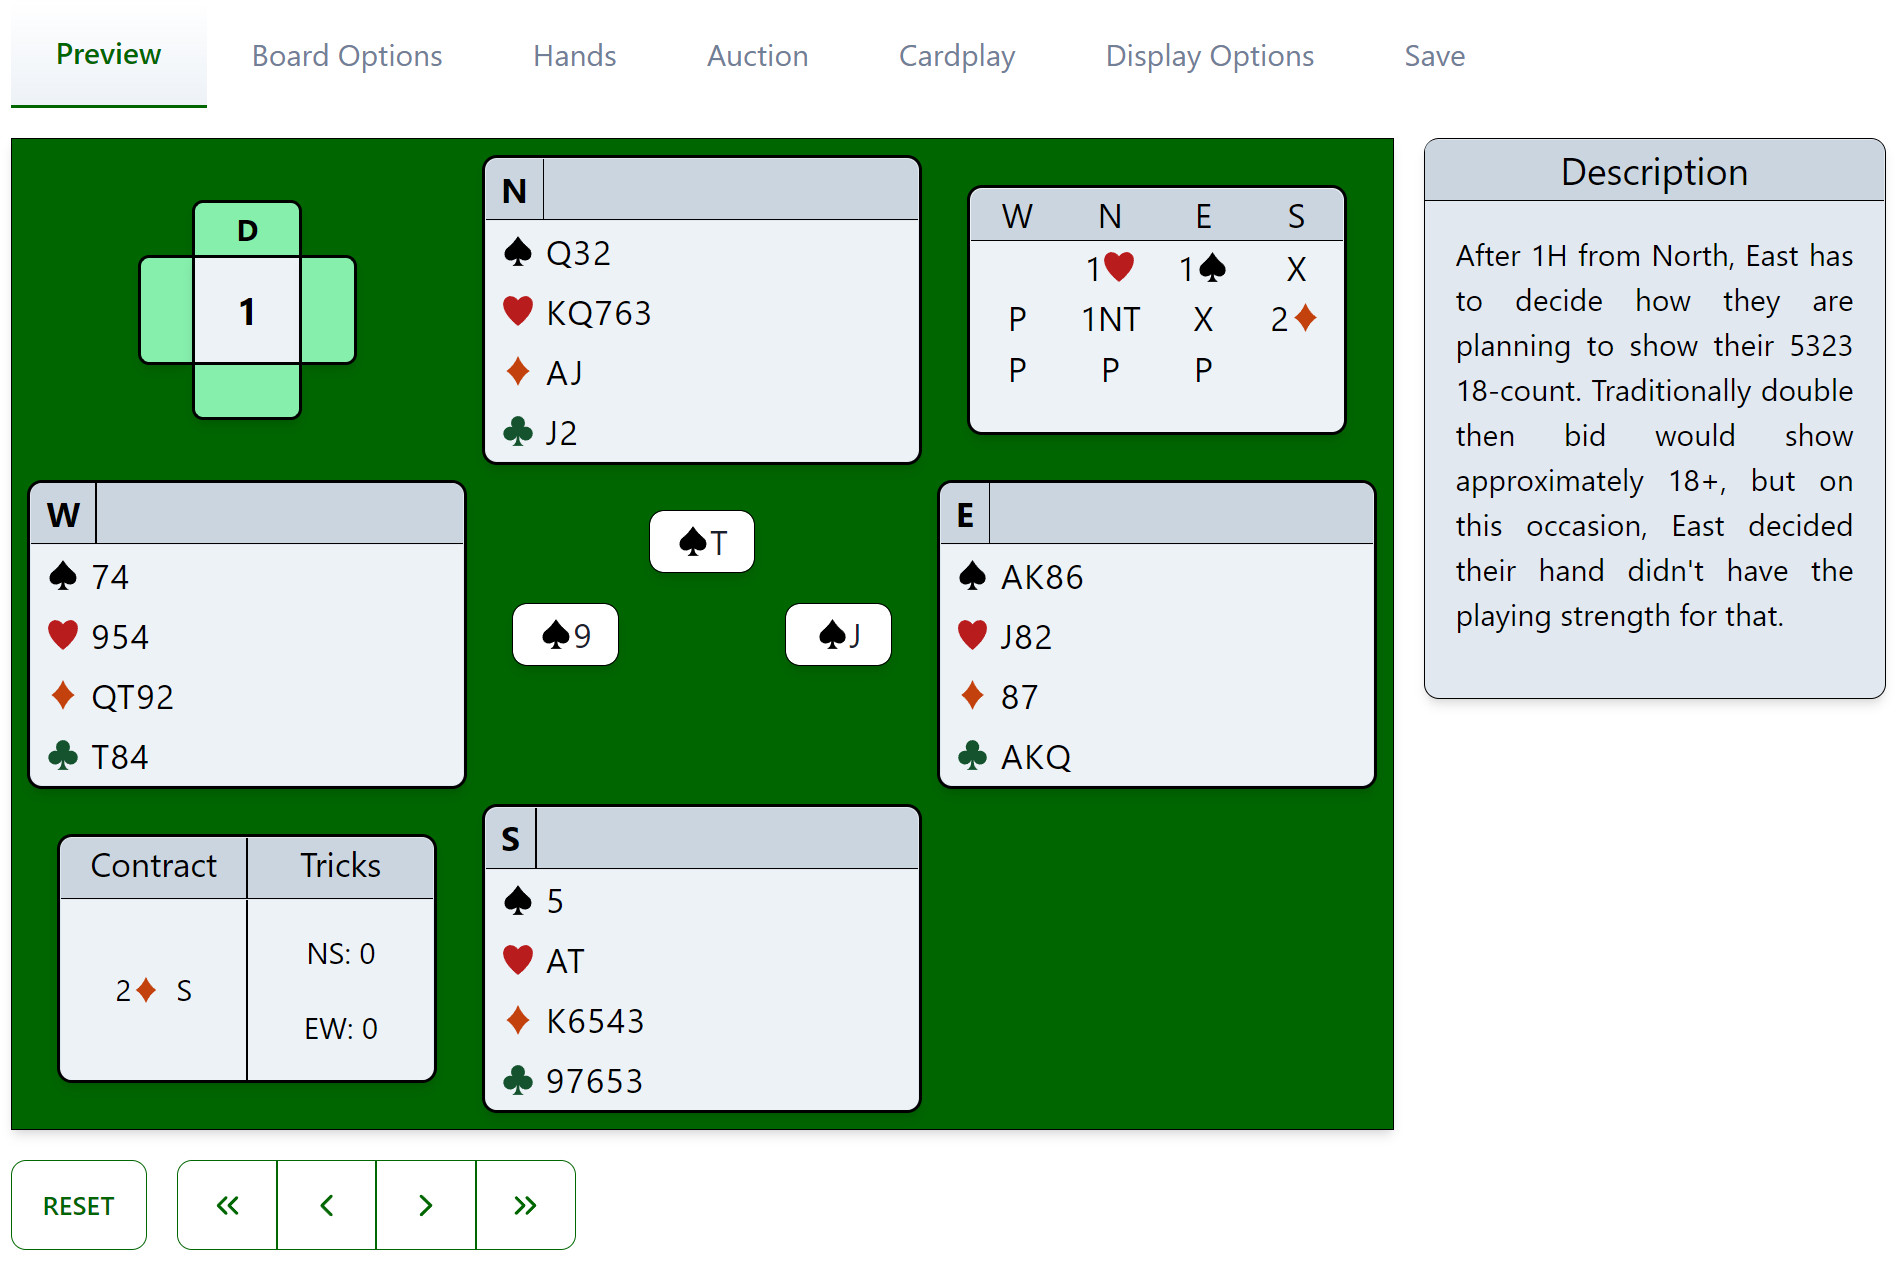 Preview Board Options Hands Auction Cardplay Display Options Save
D
1
N
♠ Q32
♥ KQ763
♦ AJ
♣ J2
W N E S
1♥ 1♠ X
P 1NT X 2♦
P P P
W
♠ 74
♥ 954
♦ QT92
♣ T84
♠T
♠9 ♠J
E
♠ AK86
♥ J82
♦ 87
♣ AKQ
Contract Tricks
2♦ S
NS: 0
EW: 0
S
♠ 5
♥ AT
♦ K6543
♣ 97653
Description
After 1H from North, East has
to decide how they are
planning to show their 5323
18-count. Traditionally double
then bid would show
approximately 18+, but on
this occasion, East decided
their hand didn't have the
playing strength for that.
RESET « < > »